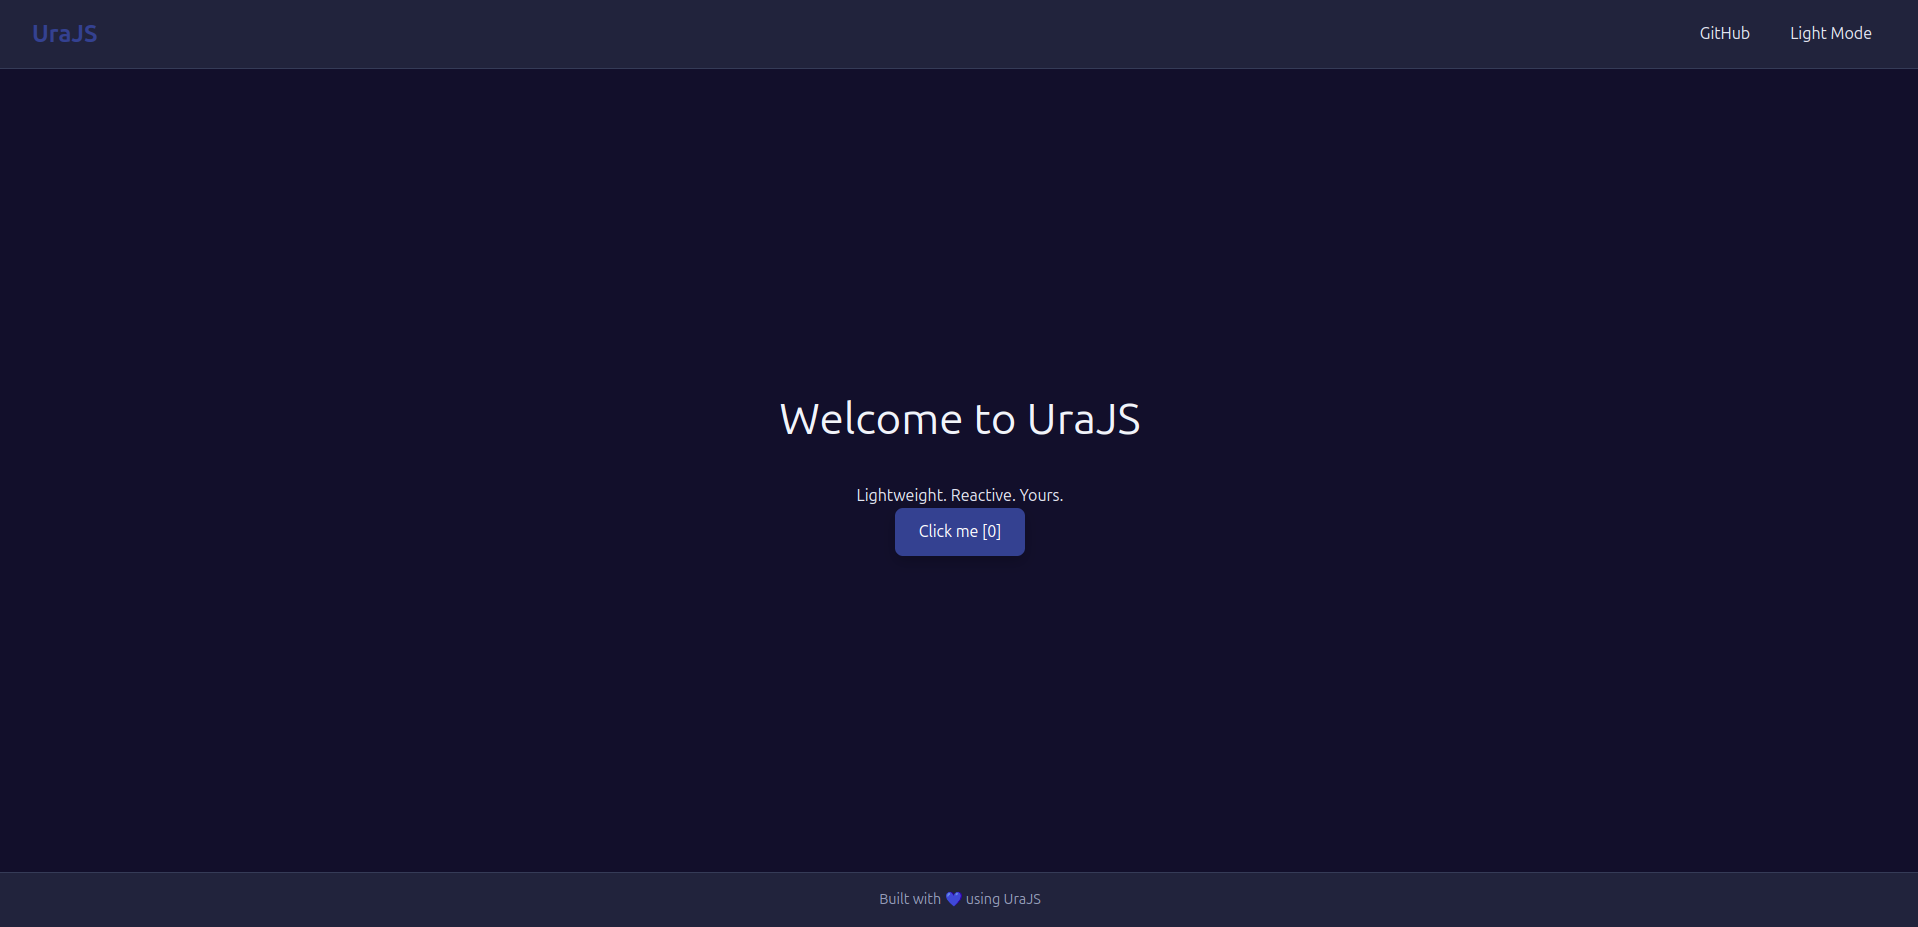 UraJS
GitHub
Light Mode
Welcome to UraJS
Lightweight. Reactive. Yours.
Click me [0]
Built with 💙 using UraJS